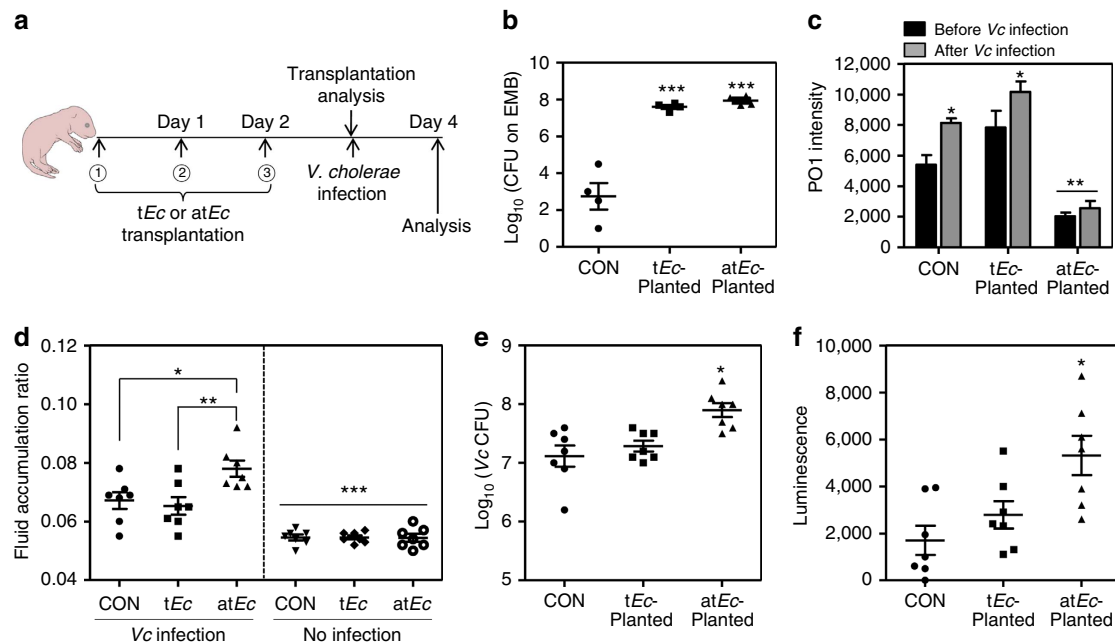 a
Transplantation
analysis
Day 1
Day 2
Day 4
1
2
3
V. cholerae
infection
tEc or atEc
transplantation
Analysis
b
Log10 (CFU on EMB)
10
8
6
4
2
0
***
***
CON
tEc-
Planted
atEc-
Planted
c
Before Vc infection
After Vc infection
PO1 intensity
12,000
10,000
8,000
6,000
4,000
2,000
0
*
*
**
CON
tEc-
Planted
atEc-
Planted
d
Fluid accumulation ratio
0.12
0.10
0.08
0.06
0.04
*
**
***
CON
tEc
atEc
CON
tEc
atEc
Vc infection
No infection
e
Log10 (Vc CFU)
9
8
7
6
5
*
CON
tEc-
Planted
atEc-
Planted
f
Luminescence
10,000
8,000
6,000
4,000
2,000
0
*
CON
tEc-
Planted
atEc-
Planted